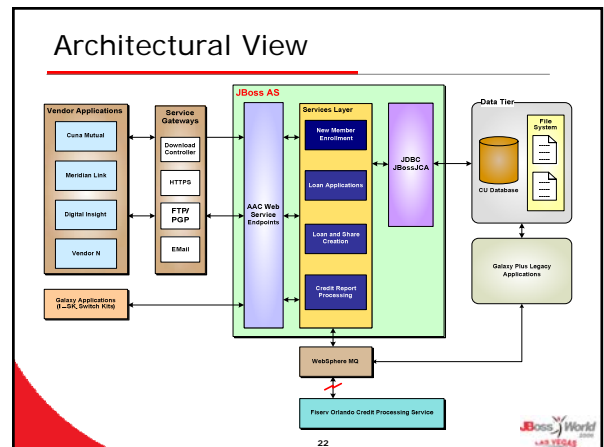 Architectural View
JBoss AS
Vendor Applications
Cuna Mutual
Meridian Link
Digital Insight
Vendor N
Service
Gateways
Download
Controller
HTTPS
FTP/
PGP
EMail
AAC Web
Service
Endpoints
Services Layer
New Member
Enrollment
Loan Applications
Loan and Share
Creation
Credit Report
Processing
JDBC
JBossJCA
Data Tier
CU Database
File
System
Galaxy Plus Legacy
Applications
Galaxy Applications
SK, Switch Kits)
WebSphere MQ
Fiserv Orlando Credit Processing Service
22
JBoss World
2006
LAS VEGAS